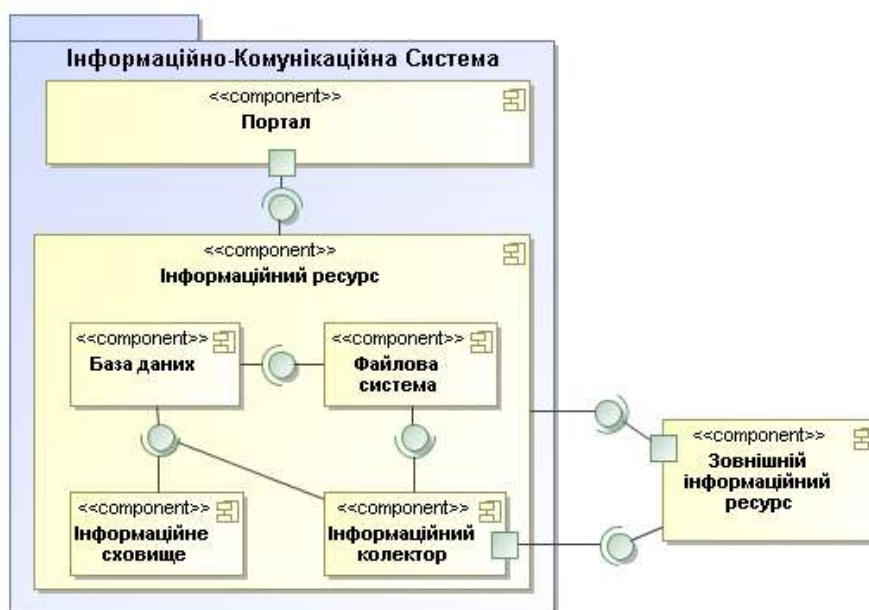 Інформаційно-Комунікаційна Система
<<component>>
Портал
<<component>>
Інформаційний ресурс
<<component>>
База даних
<<component>>
Файлова
система
<<component>>
Зовнішній
інформаційний
ресурс
<<component>>
Інформаційне
сховище
<<component>>
Інформаційний
колектор